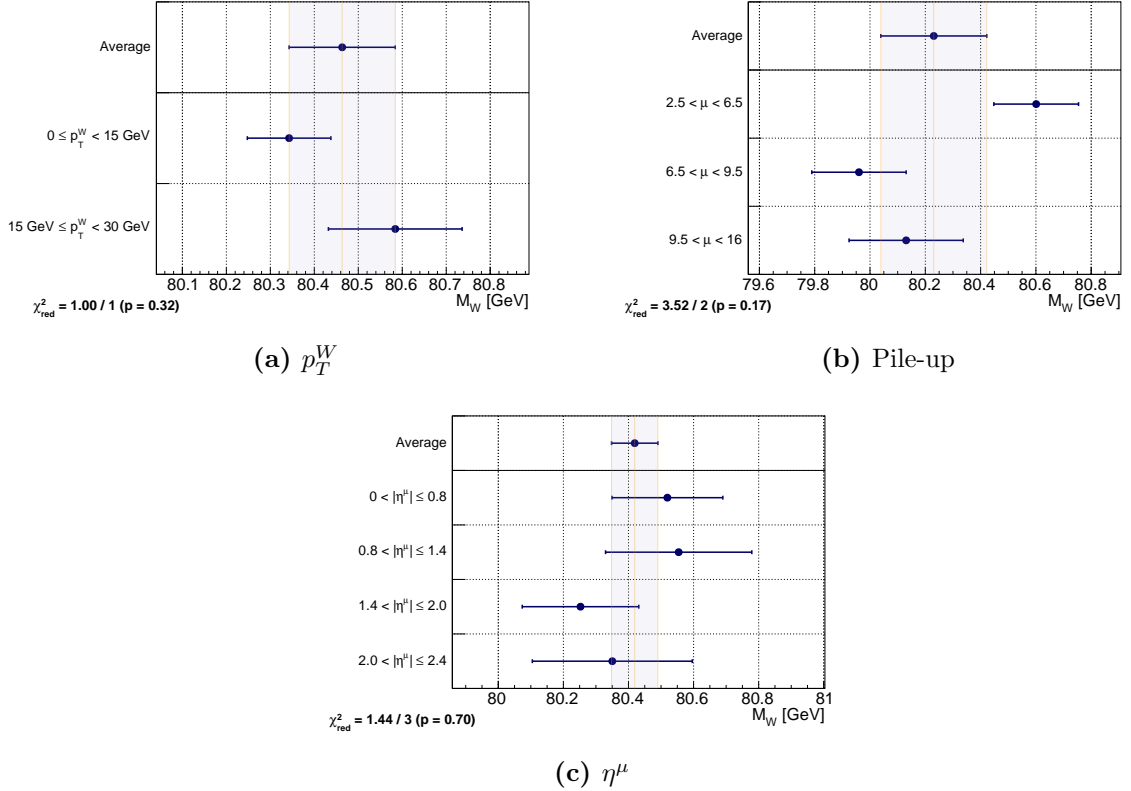 Average
0 ≤ p_T^W < 15 GeV
15 GeV ≤ p_T^W < 30 GeV
80.1 80.2 80.3 80.4 80.5 80.6 80.7 80.8
M_W [GeV]
χ²_red = 1.00 / 1 (p = 0.32)
(a) p_T^W
Average
2.5 < μ < 6.5
6.5 < μ < 9.5
9.5 < μ < 16
79.6 79.8 80 80.2 80.4 80.6 80.8
M_W [GeV]
χ²_red = 3.52 / 2 (p = 0.17)
(b) Pile-up
Average
0 < |η^μ| ≤ 0.8
0.8 < |η^μ| ≤ 1.4
1.4 < |η^μ| ≤ 2.0
2.0 < |η^μ| ≤ 2.4
80 80.2 80.4 80.6 80.8 81
M_W [GeV]
χ²_red = 1.44 / 3 (p = 0.70)
(c) η^μ